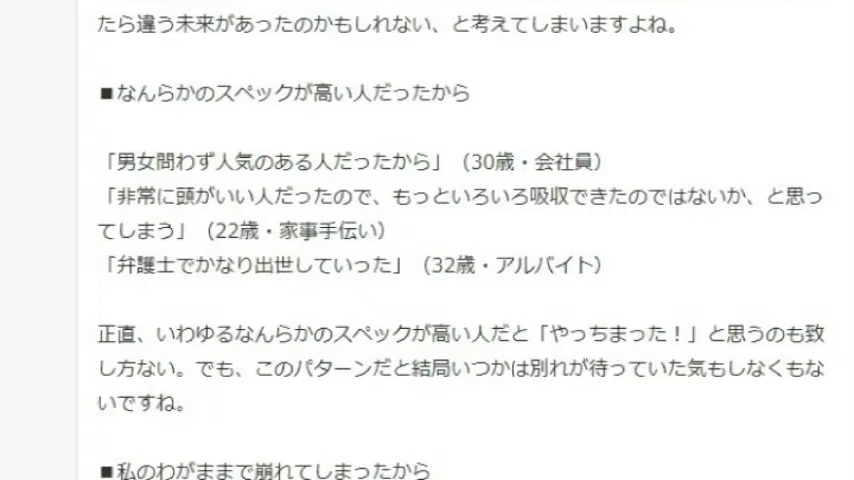 たら違う未来があったのかもしれない、と考えてしまいますよね。
■なんらかのスペックが高い人だったから
「男女問わず人気のある人だったから」（30歳・会社員）
「非常に頭がいい人だったので、もっといろいろ吸収できたのではないか、と思っ
てしまう」（22歳・家事手伝い）
「弁護士でかなり出世していった」（32歳・アルバイト）
正直、いわゆるなんらかのスペックが高い人だと「やっちまった！」と思うのも致
し方ない。でも、このパターンだと結局いつかは別れが待っていた気もしなくもな
いですね。
■私のわがままで崩れてしまったから